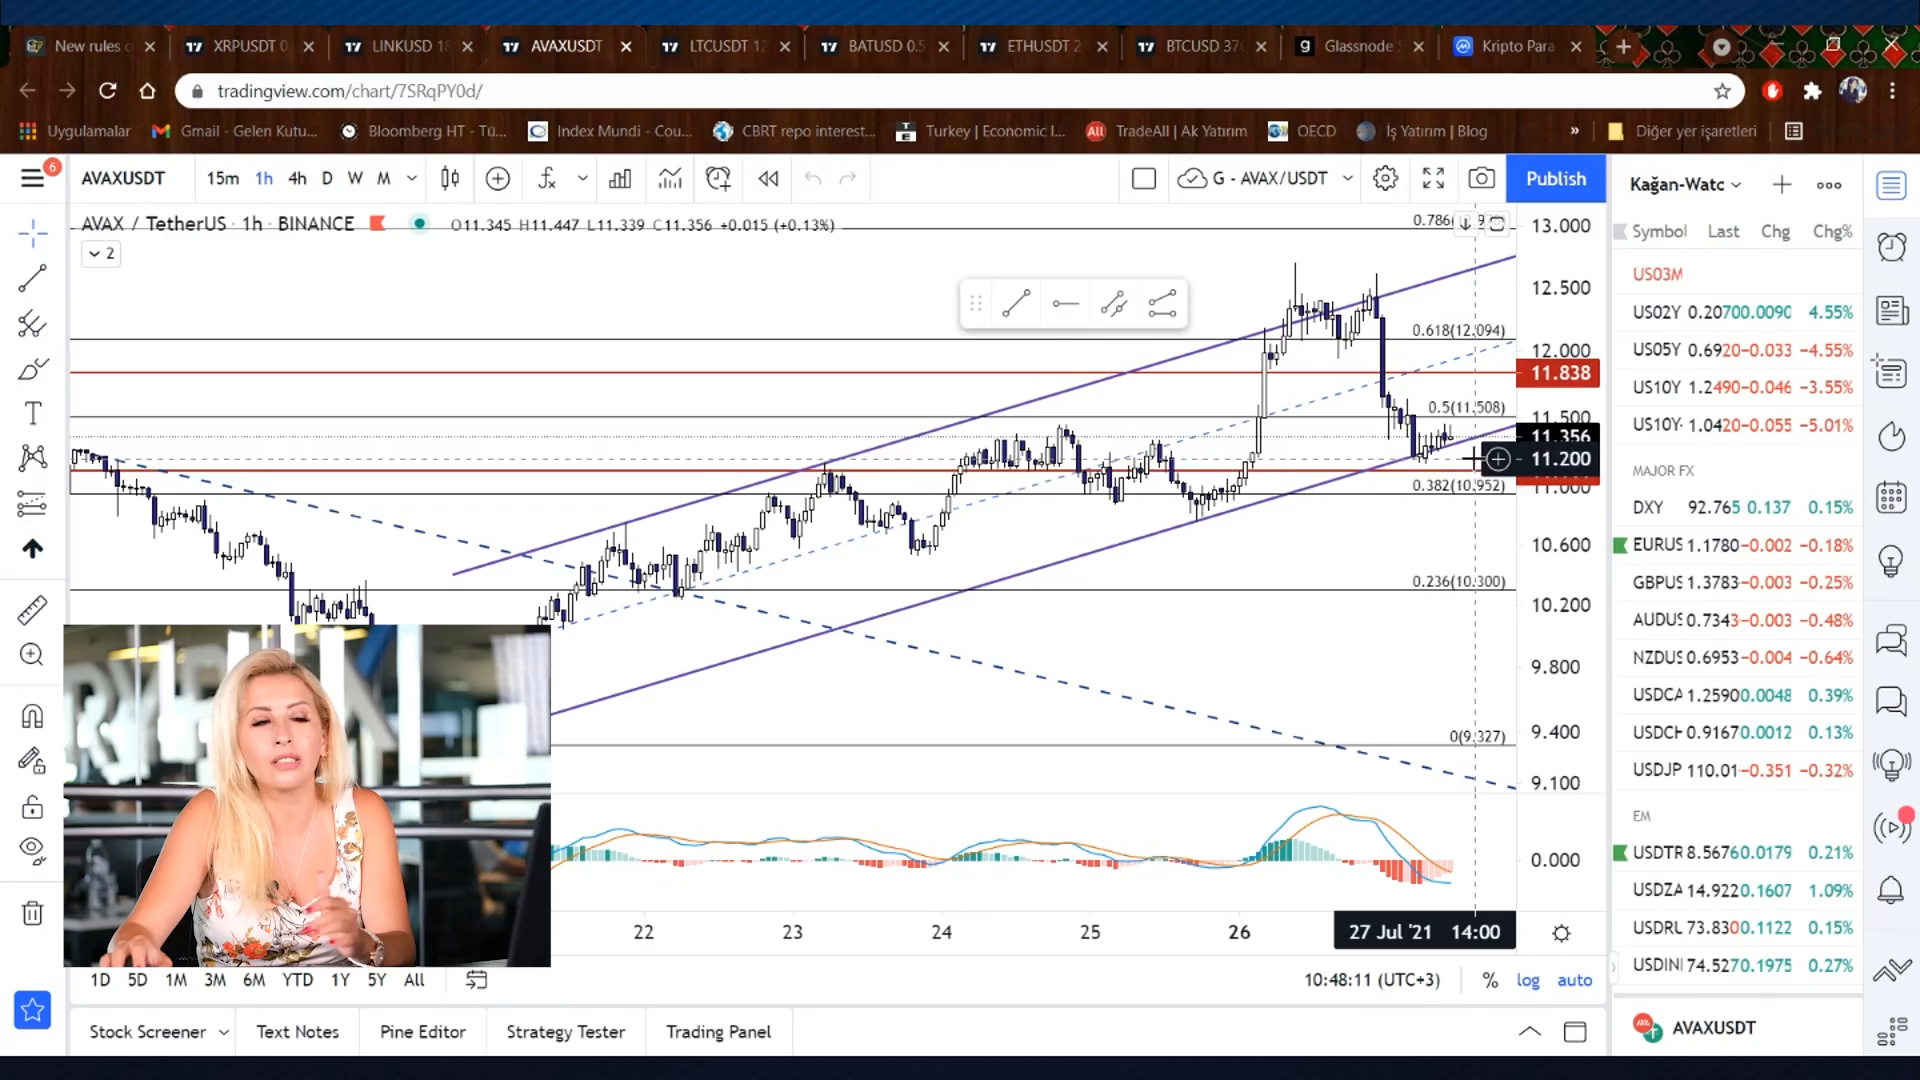 New rules
XRPUSDT 0
LINKUSD 18
AVAXUSDT
LTCUSDT 12
BATUSD 0.5
ETHUSDT 2
BTCUSD 37
Glassnode
Kripto Para
tradingview.com/chart/7SRqPY0d/
Uygulamalar
Gmail - Gelen Kutu...
Bloomberg HT - Tü...
Index Mundi - Cou...
CBRT repo interest...
Turkey | Economic I...
TradeAll | Ak Yatırım
OECD
İş Yatırım | Blog
»
Diğer yer işaretleri
6
AVAXUSDT
15m 1h 4h D W M
G - AVAX/USDT
Publish
Kağan-Watc
AVAX / TetherUS · 1h · BINANCE
O11.345 H11.447 L11.339 C11.356 +0.015 (+0.13%)
2
Symbol Last Chg Chg%
US03M
US02Y 0.20700.0090 4.55%
US05Y 0.6920-0.033 -4.55%
US10Y 1.2490-0.046 -3.55%
US10Y- 1.0420-0.055 -5.01%
MAJOR FX
DXY 92.765 0.137 0.15%
EURUS 1.1780-0.002 -0.18%
GBPUS 1.3783-0.003 -0.25%
AUDUS 0.7343-0.003 -0.48%
NZDUS 0.6953-0.004 -0.64%
USDCA 1.25900.0048 0.39%
USDCH 0.91670.0012 0.13%
USDJP 110.01-0.351 -0.32%
EM
USDTR 8.56760.0179 0.21%
USDZA 14.9220.1607 1.09%
USDRU 73.8300.1122 0.15%
USDINI 74.5270.1975 0.27%
AVAXUSDT
0.786
0.618(12.094)
0.5(11.508)
0.382(10.952)
0.236(10.300)
0(9.327)
13.000
12.500
12.000
11.838
11.500
11.356
11.200
11.000
10.600
10.200
9.800
9.400
9.100
0.000
22 23 24 25 26
27 Jul '21 14:00
1D 5D 1M 3M 6M YTD 1Y 5Y All
10:48:11 (UTC+3)
% log auto
Stock Screener
Text Notes
Pine Editor
Strategy Tester
Trading Panel